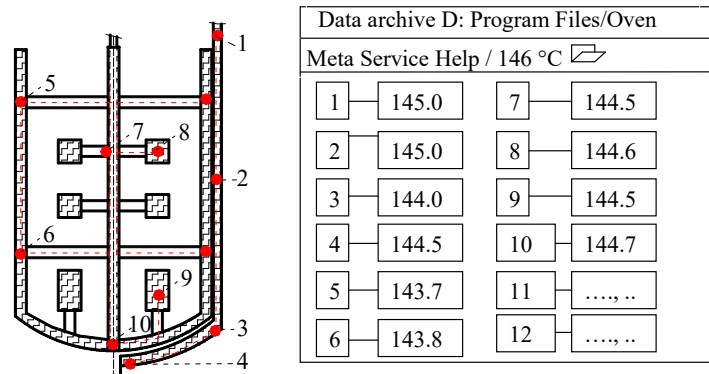 1
5
7
8
2
6
9
10
3
4
Data archive D: Program Files/Oven
Meta Service Help / 146 °C
1 145.0 7 144.5
2 145.0 8 144.6
3 144.0 9 144.5
4 144.5 10 144.7
5 143.7 11 …., ..
6 143.8 12 …., ..